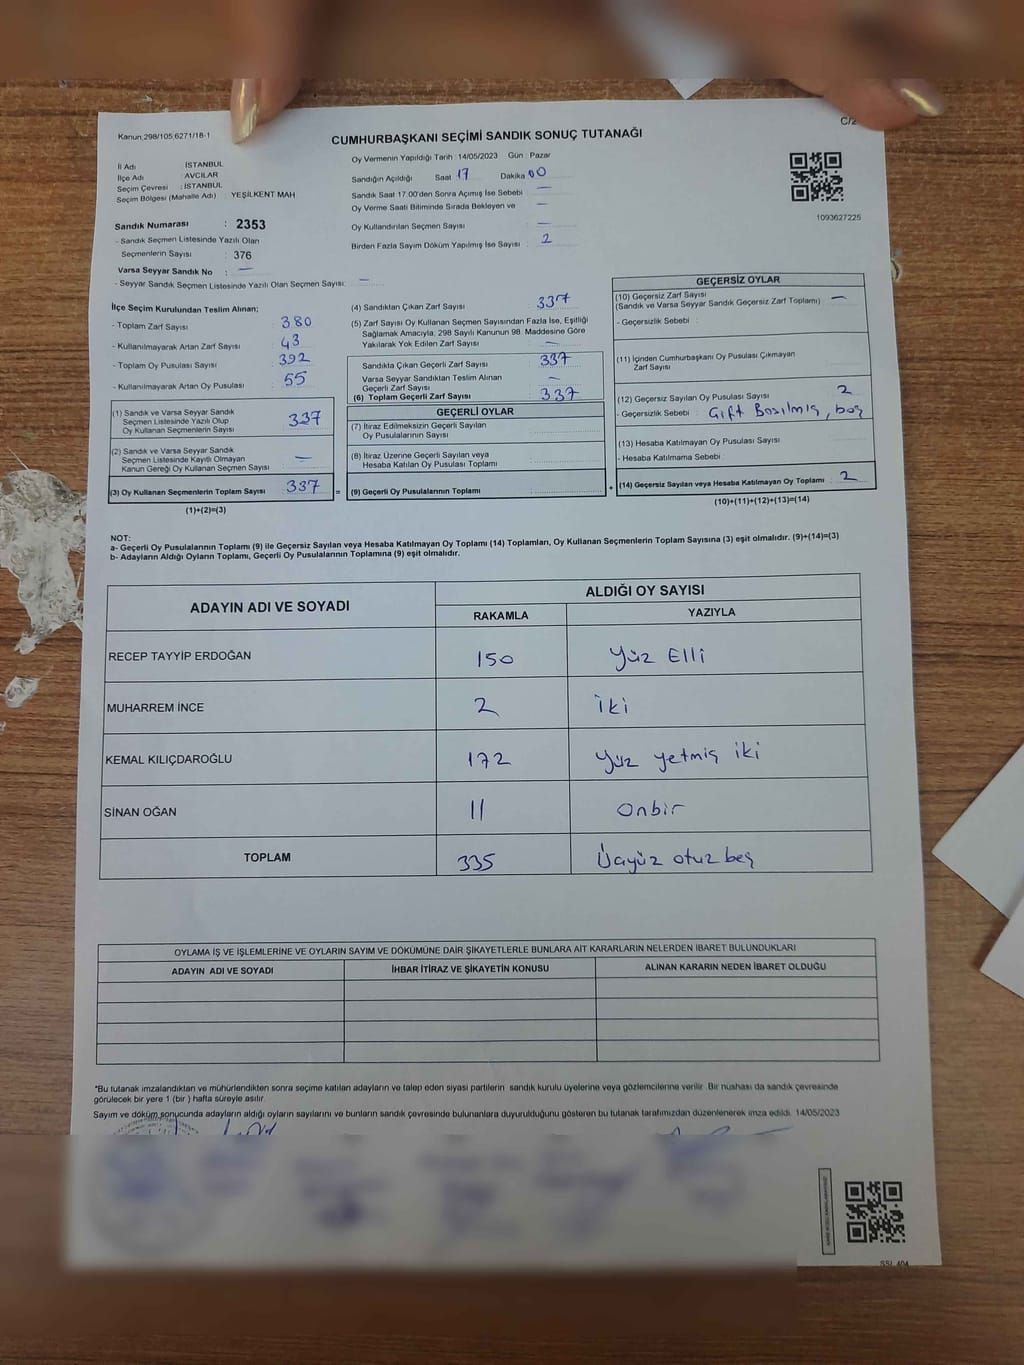 Kanun 298/105,6271/18-1
C/2
CUMHURBAŞKANI SEÇİMİ SANDIK SONUÇ TUTANAĞI
İl Adı : İSTANBUL
İlçe Adı : AVCILAR
Seçim Çevresi : İSTANBUL
Seçim Bölgesi (Mahalle Adı) : YEŞİLKENT MAH
Sandık Numarası : 2353
- Sandık Seçmen Listesinde Yazılı Olan
Seçmenlerin Sayısı : 376
Varsa Seyyar Sandık No : —
- Seyyar Sandık Seçmen Listesinde Yazılı Olan Seçmen Sayısı: —
Oy Vermenin Yapıldığı Tarih :14/05/2023 Gün : Pazar
Sandığın Açıldığı Saat 17 Dakika 00
Sandık Saat 17.00'den Sonra Açımış İse Sebebi : —
Oy Verme Saati Bitiminde Sırada Bekleyen ve : —
Oy Kullandırılan Seçmen Sayısı : —
Birden Fazla Sayım Döküm Yapılmış İse Sayısı : 2
1093627225
İlçe Seçim Kurulundan Teslim Alınan;
- Toplam Zarf Sayısı : 380
- Kullanılmayarak Artan Zarf Sayısı : 43
- Toplam Oy Pusulası Sayısı : 392
- Kullanılmayarak Artan Oy Pusulası : 55
(1) Sandık ve Varsa Seyyar Sandık
Seçmen Listesinde Yazılı Olup
Oy Kullanan Seçmenlerin Sayısı : 337
(2) Sandık ve Varsa Seyyar Sandık
Seçmen Listesinde Kayıtlı Olmayan
Kanun Gereği Oy Kullanan Seçmen Sayısı : —
(3) Oy Kullanan Seçmenlerin Toplam Sayısı : 337
(1)+(2)=(3)
(4) Sandıktan Çıkan Zarf Sayısı : 337
(5) Zarf Sayısı Oy Kullanan Seçmen Sayısından Fazla İse, Eşitliği
Sağlamak Amacıyla, 298 Sayılı Kanunun 98. Maddesine Göre
Yakılarak Yok Edilen Zarf Sayısı : —
Sandıkta Çıkan Geçerli Zarf Sayısı : 337
Varsa Seyyar Sandıktan Teslim Alınan
Geçerli Zarf Sayısı : —
(6) Toplam Geçerli Zarf Sayısı : 337
GEÇERLİ OYLAR
(7) İtiraz Edilmeksizin Geçerli Sayılan
Oy Pusulalarının Sayısı :
(8) İtiraz Üzerine Geçerli Sayılan veya
Hesaba Katılan Oy Pusulası Toplamı :
= (9) Geçerli Oy Pusulalarının Toplamı :
GEÇERSİZ OYLAR
(10) Geçersiz Zarf Sayısı
(Sandık ve Varsa Seyyar Sandık Geçersiz Zarf Toplamı) : —
- Geçersizlik Sebebi :
(11) İçinden Cumhurbaşkanı Oy Pusulası Çıkmayan
Zarf Sayısı :
(12) Geçersiz Sayılan Oy Pusulası Sayısı : 2
- Geçersizlik Sebebi : Çift Basılmış, boş
(13) Hesaba Katılmayan Oy Pusulası Sayısı :
- Hesaba Katılmama Sebebi :
+ (14) Geçersiz Sayılan veya Hesaba Katılmayan Oy Toplamı : 2
(10)+(11)+(12)+(13)=(14)
NOT:
a- Geçerli Oy Pusulalarının Toplamı (9) ile Geçersiz Sayılan veya Hesaba Katılmayan Oy Toplamı (14) Toplamları, Oy Kullanan Seçmenlerin Toplam Sayısına (3) eşit olmalıdır. (9)+(14)=(3)
b- Adayların Aldığı Oyların Toplamı, Geçerli Oy Pusulalarının Toplamına (9) eşit olmalıdır.
ADAYIN ADI VE SOYADI ALDIĞI OY SAYISI
RAKAMLA YAZIYLA
RECEP TAYYİP ERDOĞAN 150 Yüz Elli
MUHARREM İNCE 2 iki
KEMAL KILIÇDAROĞLU 172 Yüz yetmiş iki
SİNAN OĞAN 11 Onbir
TOPLAM 335 Üçyüz otuz beş
OYLAMA İŞ VE İŞLEMLERİNE VE OYLARIN SAYIM VE DÖKÜMÜNE DAİR ŞİKAYETLERLE BUNLARA AİT KARARLARIN NELERDEN İBARET BULUNDUKLARI
ADAYIN ADI VE SOYADI İHBAR İTİRAZ VE ŞİKAYETİN KONUSU ALINAN KARARIN NEDEN İBARET OLDUĞU
*Bu tutanak imzalandıktan ve mühürlendikten sonra seçime katılan adayların ve talep eden siyasi partilerin sandık kurulu üyelerine veya gözlemcilerine verilir. Bir nüshası da sandık çevresinde
görülecek bir yere 1 (bir ) hafta süreyle asılır.
Sayım ve döküm sonucunda adayların aldığı oyların sayılarını ve bunların sandık çevresinde bulunanlara duyurulduğunu gösteren bu tutanak tarafımızdan düzenlenerek imza edildi. 14/05/2023